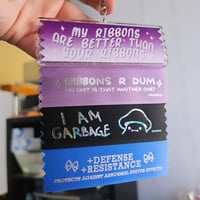 MY RIBBONS
ARE BETTER THAN
YOUR RIBBONS
RIBBONS R DUMB
OH SHIT IS THAT ANOTHER ONE?
I AM
GARBAGE
+DEFENSE
+RESISTANCE
PROTECTS AGAINST ABNORMAL STATUS EFFECTS